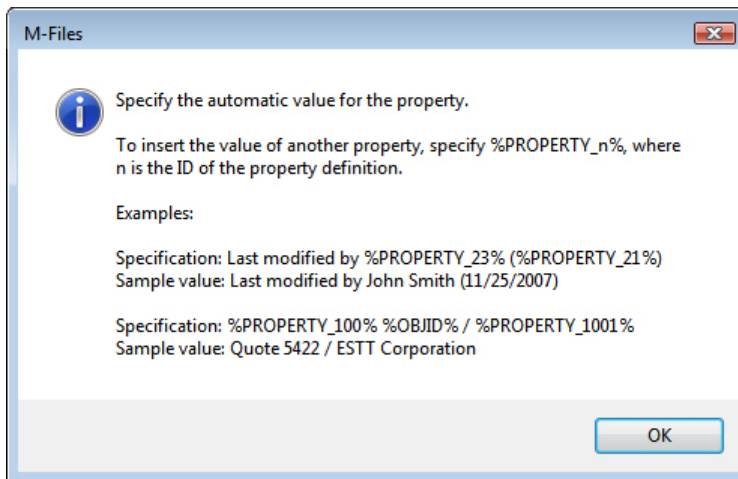 M-Files
Specify the automatic value for the property.
To insert the value of another property, specify %PROPERTY_n%, where
n is the ID of the property definition.
Examples:
Specification: Last modified by %PROPERTY_23% (%PROPERTY_21%)
Sample value: Last modified by John Smith (11/25/2007)
Specification: %PROPERTY_100% %OBJID% / %PROPERTY_1001%
Sample value: Quote 5422 / ESTT Corporation
OK